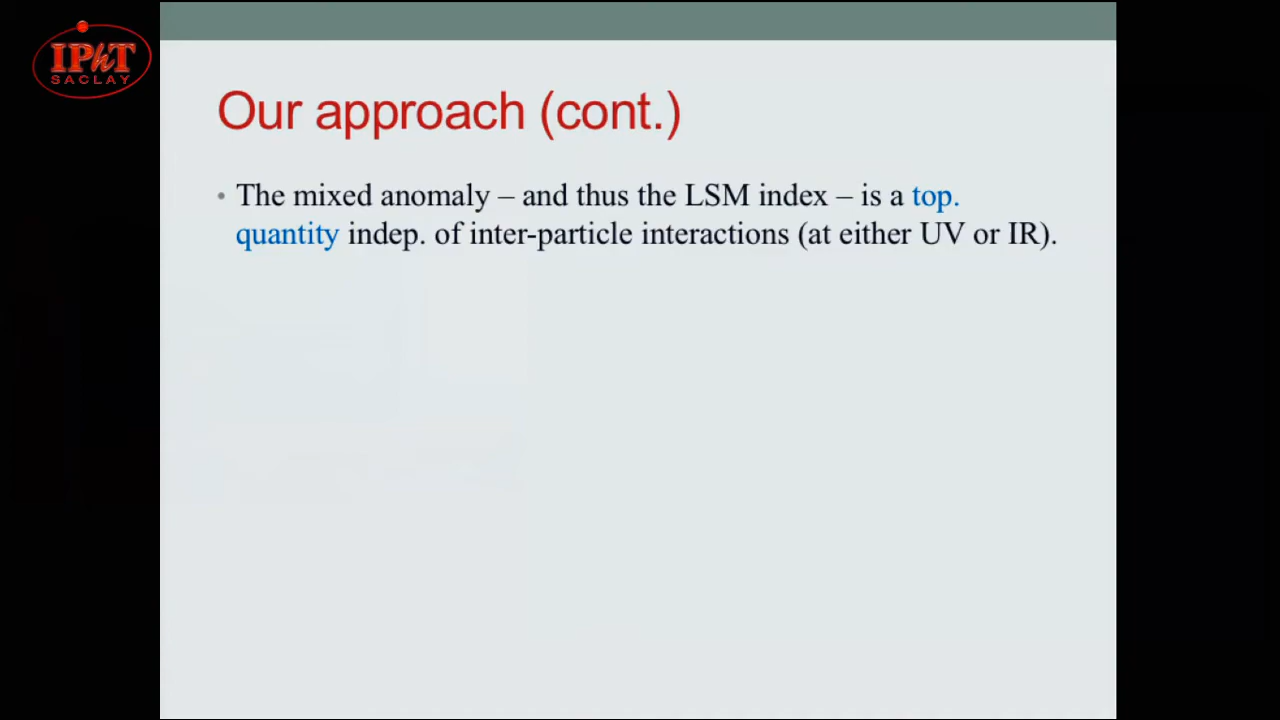 IPhT
SACLAY
Our approach (cont.)
• The mixed anomaly – and thus the LSM index – is a top.
quantity indep. of inter-particle interactions (at either UV or IR).